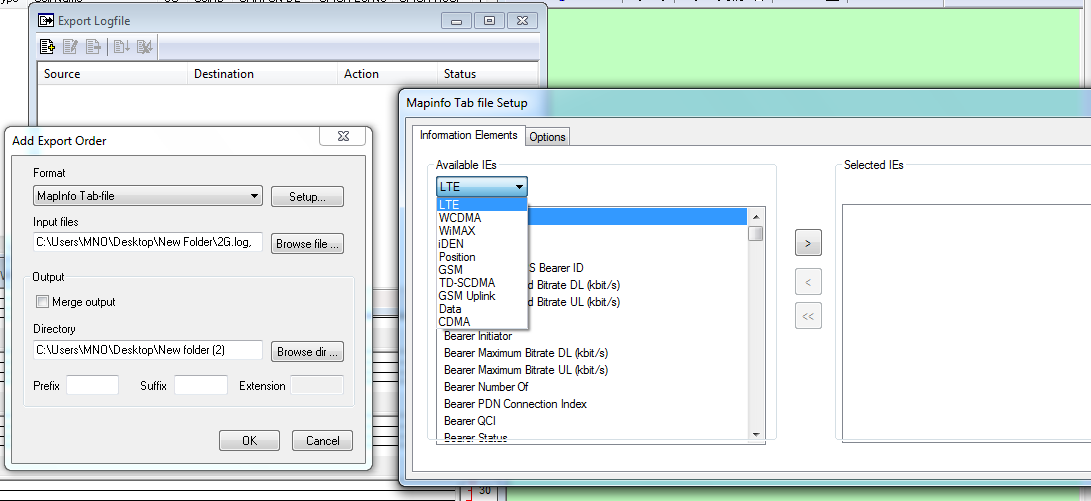 Export Logfile
Source Destination Action Status
Mapinfo Tab file Setup
Information Elements Options
Available IEs
Selected IEs
LTE
LTE
WCDMA
WiMAX
iDEN
Position
GSM
TD-SCDMA
GSM Uplink
Data
CDMA
S Bearer ID
d Bitrate DL (kbit/s)
d Bitrate UL (kbit/s)
Bearer Initiator
Bearer Maximum Bitrate DL (kbit/s)
Bearer Maximum Bitrate UL (kbit/s)
Bearer Number Of
Bearer PDN Connection Index
Bearer QCI
Bearer Status
>
<
<<
Add Export Order
Format
MapInfo Tab-file Setup...
Input files
C:\Users\MNO\Desktop\New Folder\2G.log, Browse file ...
Output
Merge output
Directory
C:\Users\MNO\Desktop\New folder (2) Browse dir ...
Prefix Suffix Extension
OK Cancel
30